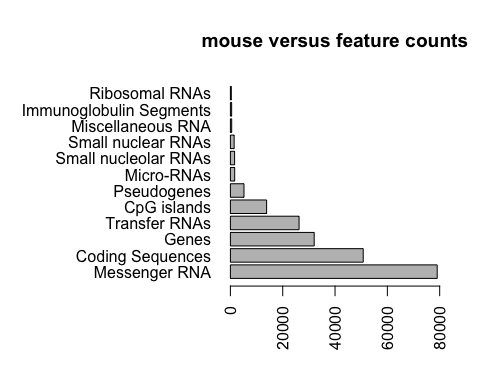 mouse versus feature counts
Ribosomal RNAs
Immunoglobulin Segments
Miscellaneous RNA
Small nuclear RNAs
Small nucleolar RNAs
Micro-RNAs
Pseudogenes
CpG islands
Transfer RNAs
Genes
Coding Sequences
Messenger RNA
0
20000
40000
60000
80000